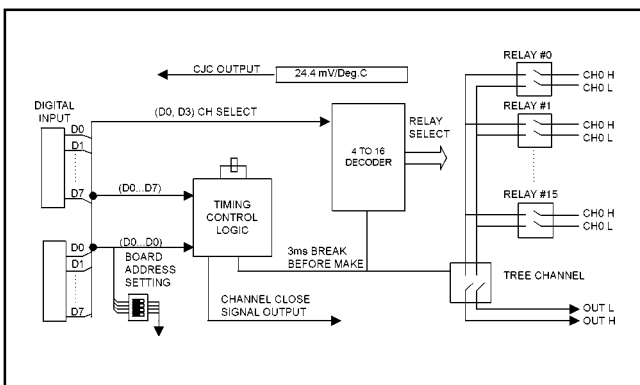 CJC OUTPUT
24.4 mV/Deg.C
RELAY #0
CH0 H
CH0 L
DIGITAL
INPUT
D0
D1
D7
(D0, D3) CH SELECT
4 TO 16
DECODER
RELAY
SELECT
RELAY #1
CH0 H
CH0 L
(D0...D7)
TIMING
CONTROL
LOGIC
RELAY #15
CH0 H
CH0 L
D0
D1
D7
(D0...D0)
BOARD
ADDRESS
SETTING
3ms BREAK
BEFORE MAKE
TREE CHANNEL
CHANNEL CLOSE
SIGNAL OUTPUT
OUT L
OUT H